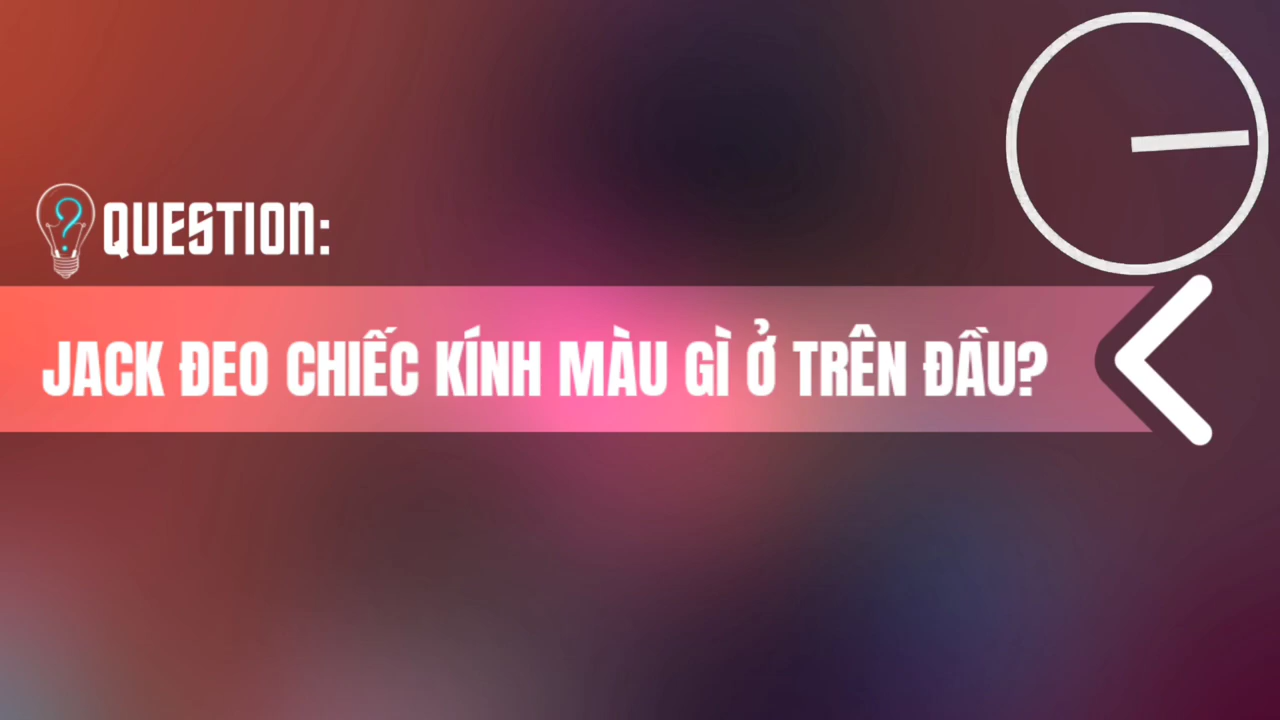 QUESTION:
JACK ĐEO CHIẾC KÍNH MÀU GÌ Ở TRÊN ĐẦU?